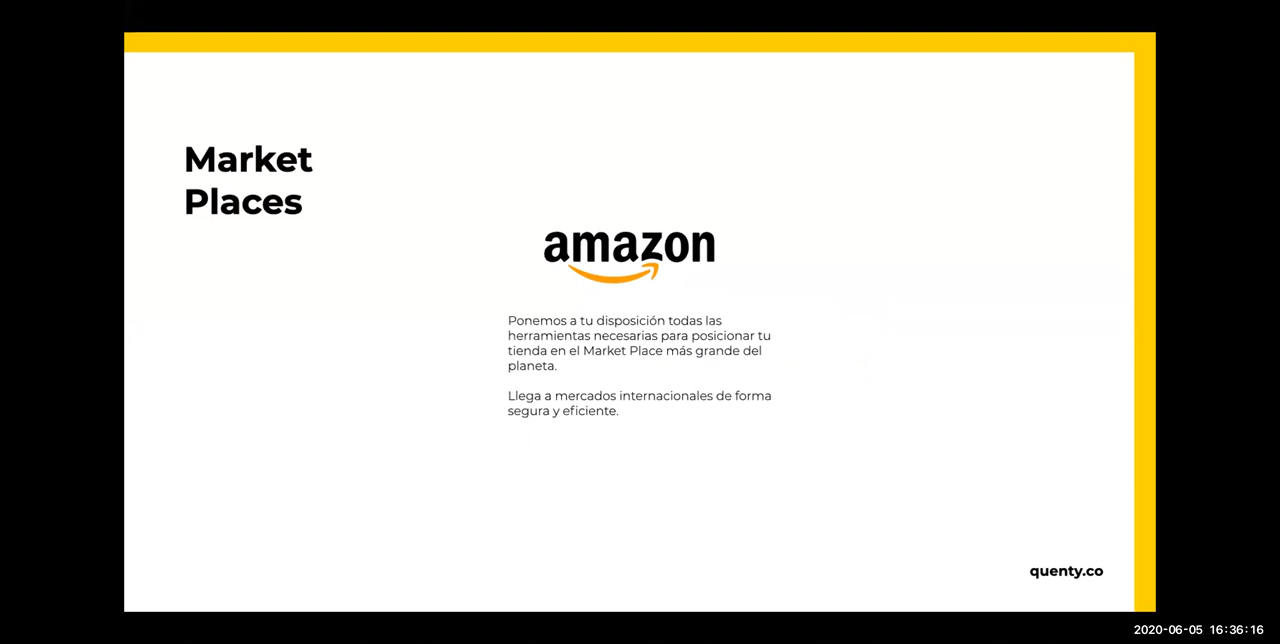 Market
Places
amazon
Ponemos a tu disposición todas las
herramientas necesarias para posicionar tu
tienda en el Market Place más grande del
planeta.
Llega a mercados internacionales de forma
segura y eficiente.
quenty.co
2020-06-05 16:36:16